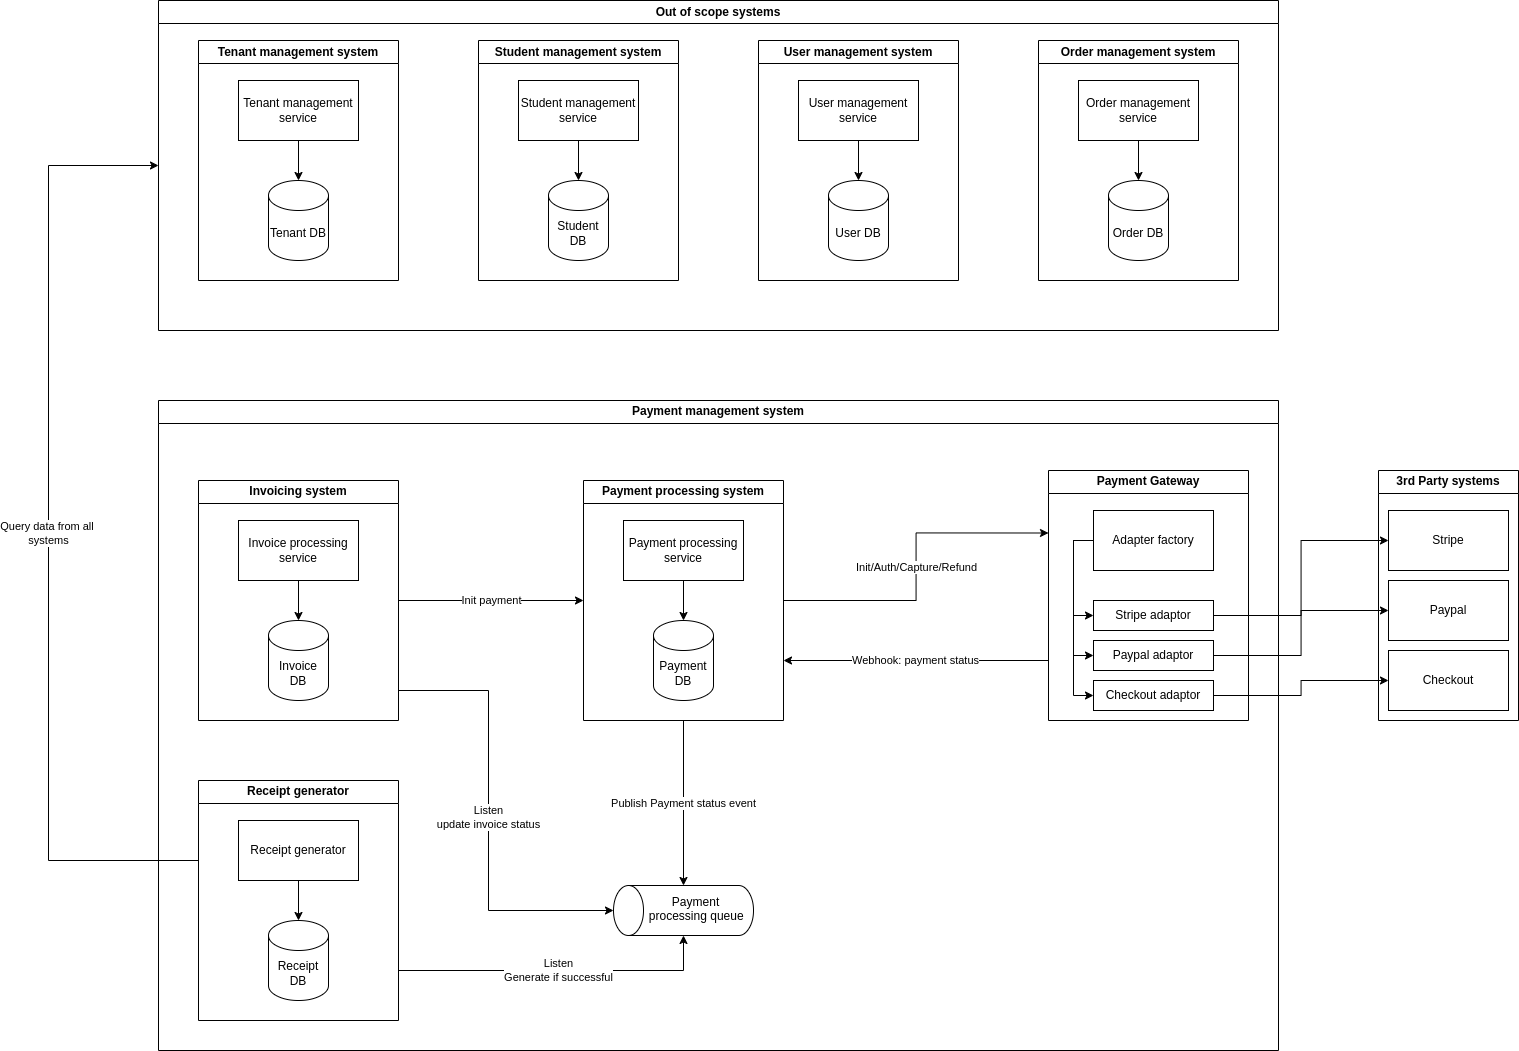 Out of scope systems
Tenant management system
Student management system
User management system
Order management system
Tenant management
service
Student management
service
User management
service
Order management
service
Tenant DB
Student
DB
User DB
Order DB
Query data from all
systems
Payment management system
Invoicing system
Payment processing system
Payment Gateway
3rd Party systems
Invoice processing
service
Payment processing
service
Adapter factory
Stripe
Init/Auth/Capture/Refund
Init payment
Stripe adaptor
Paypal
Invoice
DB
Payment
DB
Webhook: payment status
Paypal adaptor
Checkout adaptor
Checkout
Receipt generator
Listen
update invoice status
Publish Payment status event
Receipt generator
Payment
processing queue
Receipt
DB
Listen
Generate if successful